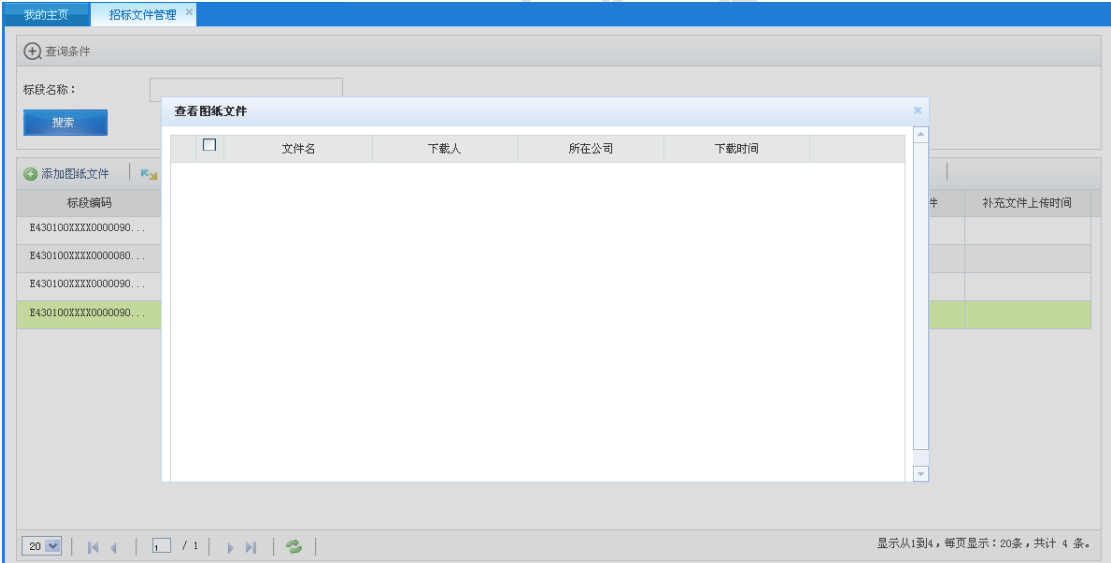 我的主页 招标文件管理
查询条件
标段名称：
搜索
查看图纸文件
文件名 下载人 所在公司 下载时间
添加图纸文件
标段编码 件 补充文件上传时间
E430100XXXX0000090...
E430100XXXX0000080...
E430100XXXX0000090...
E430100XXXX0000090...
20 1 / 1 显示从1到4，每页显示：20条，共计 4 条。